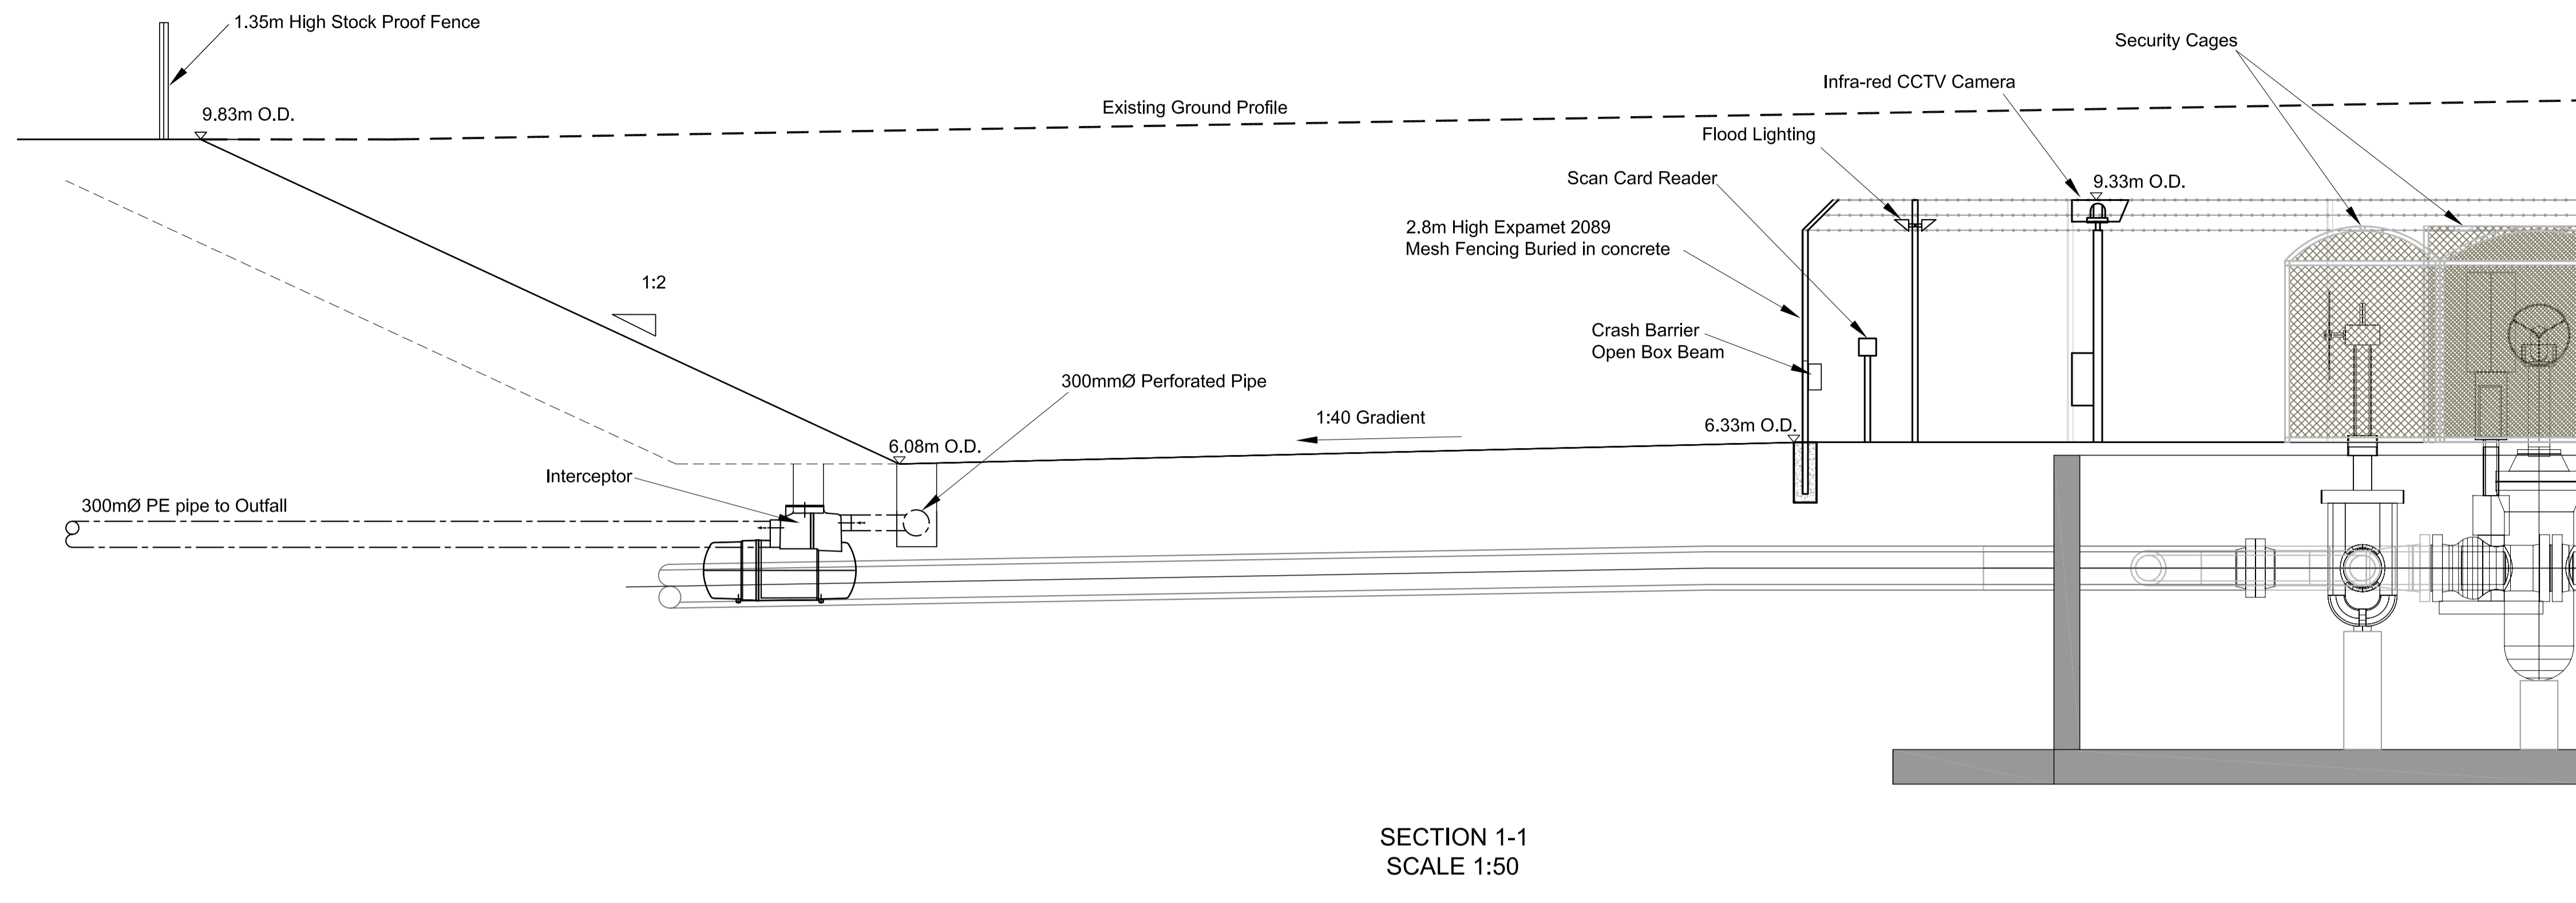 1.35m High Stock Proof Fence
Security Cages
Infra-red CCTV Camera
Existing Ground Profile
9.83m O.D.
Flood Lighting
Scan Card Reader
9.33m O.D.
2.8m High Expamet 2089
Mesh Fencing Buried in concrete
1:2
Crash Barrier
Open Box Beam
300mmØ Perforated Pipe
1:40 Gradient
6.33m O.D.
6.08m O.D.
Interceptor
300mØ PE pipe to Outfall
SECTION 1-1
SCALE 1:50